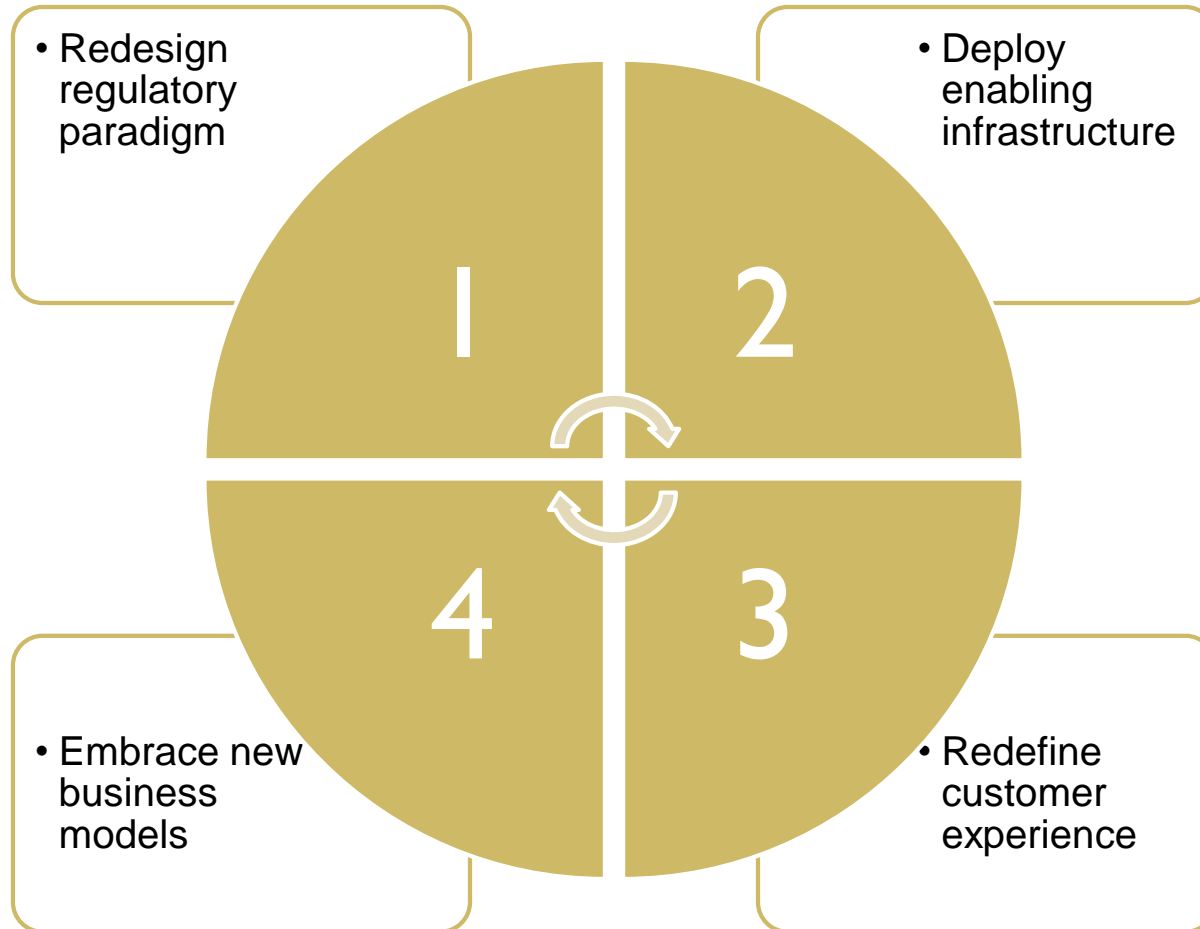 • Redesign
regulatory
paradigm
• Deploy
enabling
infrastructure
1
2
4
3
• Embrace new
business
models
• Redefine
customer
experience